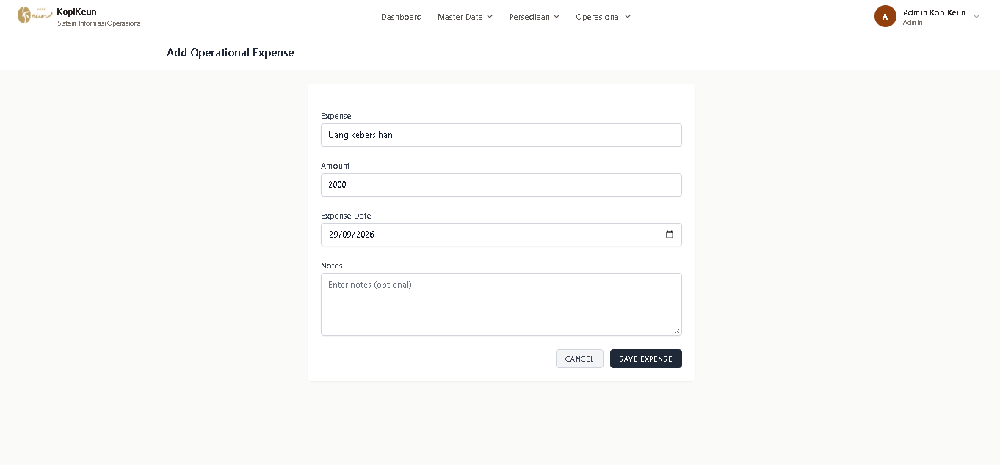 KopiKeun
Sistem Informasi Operasional
Dashboard
Master Data
Persediaan
Operasional
A
Admin KopiKeun
Admin
Add Operational Expense
Expense
Uang kebersihan
Amount
2000
Expense Date
29/09/2026
Notes
Enter notes (optional)
CANCEL
SAVE EXPENSE